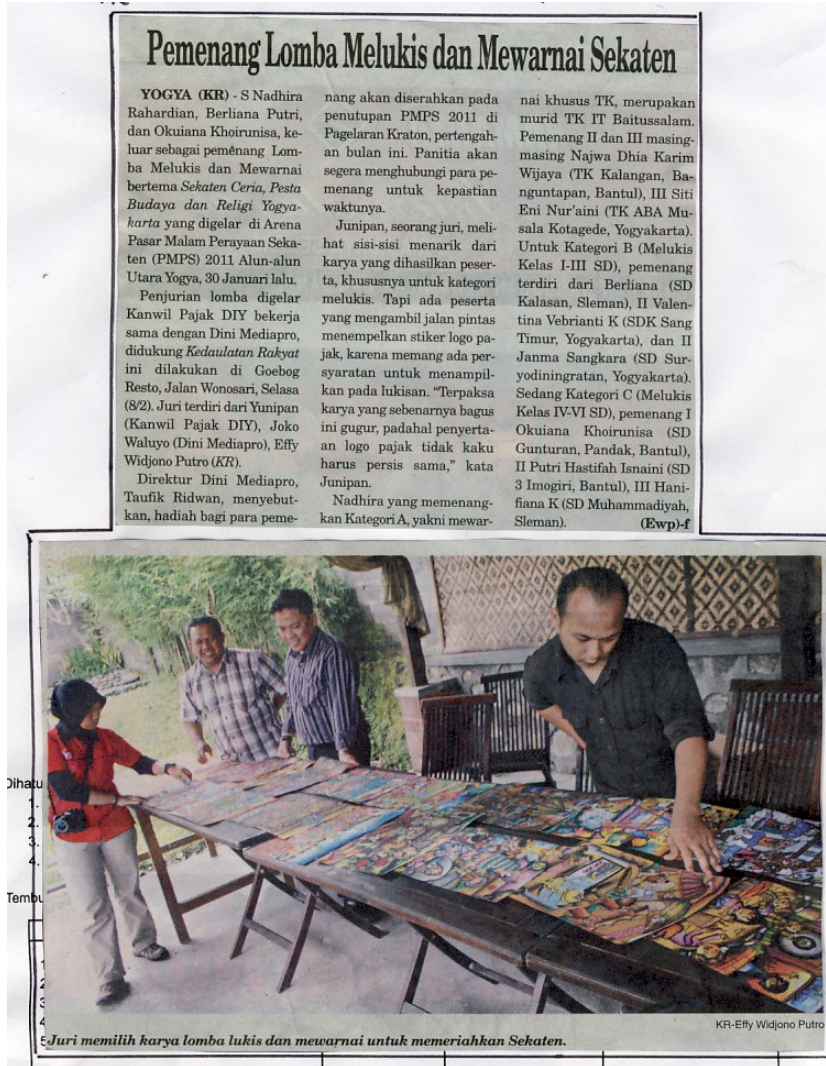 Pemenang Lomba Melukis dan Mewarnai Sekaten
YOGYA (KR) - S Nadhira
Rahardian, Berliana Putri,
dan Okuiana Khoirunisa, ke-
luar sebagai pemenang Lom-
ba Melukis dan Mewarnai
bertema Sekaten Ceria, Pesta
Budaya dan Religi Yogya-
karta yang digelar di Arena
Pasar Malam Perayaan Seka-
ten (PMPS) 2011 Alun-alun
Utara Yogya, 30 Januari lalu.
Penjurian lomba digelar
Kanwil Pajak DIY bekerja
sama dengan Dini Mediapro,
didukung Kedaulatan Rakyat
ini dilakukan di Goebog
Resto, Jalan Wonosari, Selasa
(8/2). Juri terdiri dari Yunipan
(Kanwil Pajak DIY), Joko
Waluyo (Dini Mediapro), Effy
Widjono Putro (KR).
Direktur Dini Mediapro,
Taufik Ridwan, menyebut-
kan, hadiah bagi para peme-
nang akan diserahkan pada
penutupan PMPS 2011 di
Pagelaran Kraton, pertengah-
an bulan ini. Panitia akan
segera menghubungi para pe-
menang untuk kepastian
waktunya.
Junipan, seorang juri, meli-
hat sisi-sisi menarik dari
karya yang dihasilkan peser-
ta, khususnya untuk kategori
melukis. Tapi ada peserta
yang mengambil jalan pintas
menempelkan stiker logo pa-
jak, karena memang ada per-
syaratan untuk menampil-
kan pada lukisan. “Terpaksa
karya yang sebenarnya bagus
ini gugur, padahal penyerta-
an logo pajak tidak kaku
harus persis sama,” kata
Junipan.
Nadhira yang memenang-
kan Kategori A, yakni mewar-
nai khusus TK, merupakan
murid TK IT Baitussalam.
Pemenang II dan III masing-
masing Najwa Dhia Karim
Wijaya (TK Kalangan, Ba-
nguntapan, Bantul), III Siti
Eni Nur'aini (TK ABA Mu-
sala Kotagede, Yogyakarta).
Untuk Kategori B (Melukis
Kelas I-III SD), pemenang
terdiri dari Berliana (SD
Kalasan, Sleman), II Valen-
tina Vebrianti K (SDK Sang
Timur, Yogyakarta), dan II
Janma Sangkara (SD Sur-
yodiningratan, Yogyakarta).
Sedang Kategori C (Melukis
Kelas IV-VI SD), pemenang I
Okuiana Khoirunisa (SD
Gunturan, Pandak, Bantul),
II Putri Hastifah Isnaini (SD
3 Imogiri, Bantul), III Hani-
fiana K (SD Muhammadiyah,
Sleman). (Ewp)-f
Dihatu
1.
2.
3.
4.
Tembu
KR-Effy Widjono Putro
Juri memilih karya lomba lukis dan mewarnai untuk memeriahkan Sekaten.